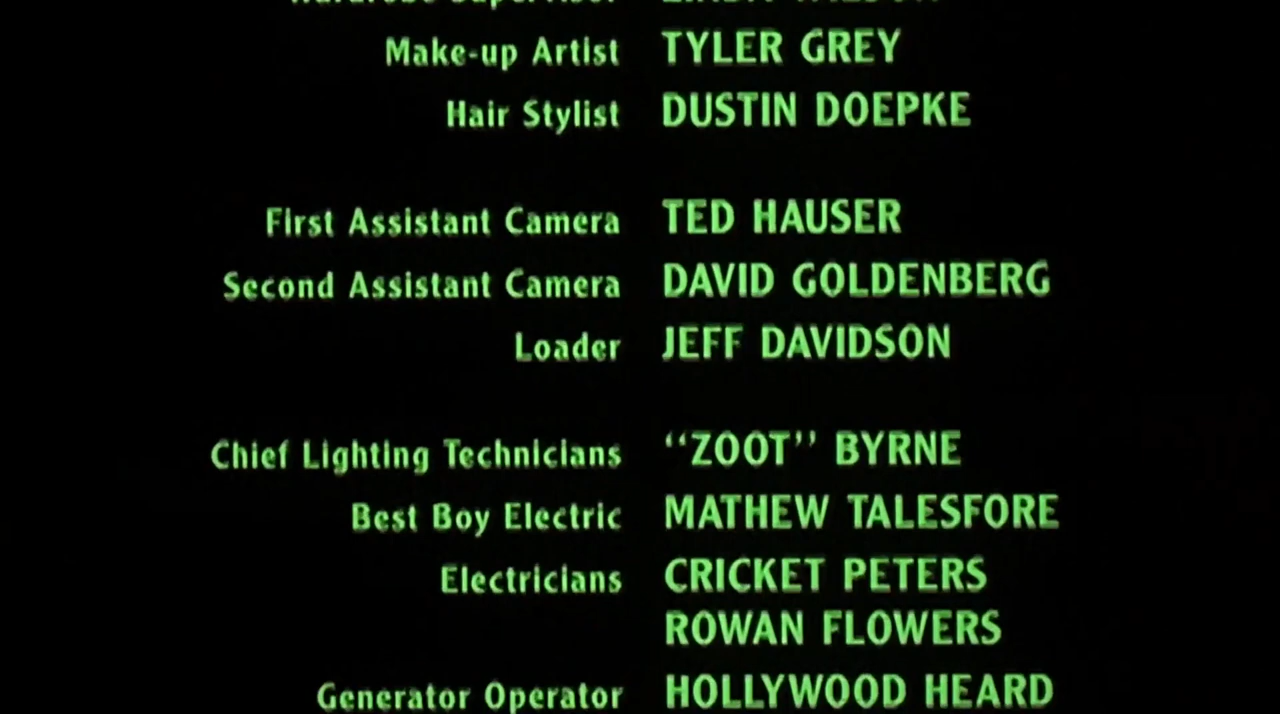 Make-up Artist TYLER GREY
Hair Stylist DUSTIN DOEPKE
First Assistant Camera TED HAUSER
Second Assistant Camera DAVID GOLDENBERG
Loader JEFF DAVIDSON
Chief Lighting Technicians "ZOOT" BYRNE
Best Boy Electric MATHEW TALESFORE
Electricians CRICKET PETERS
ROWAN FLOWERS
Generator Operator HOLLYWOOD HEARD